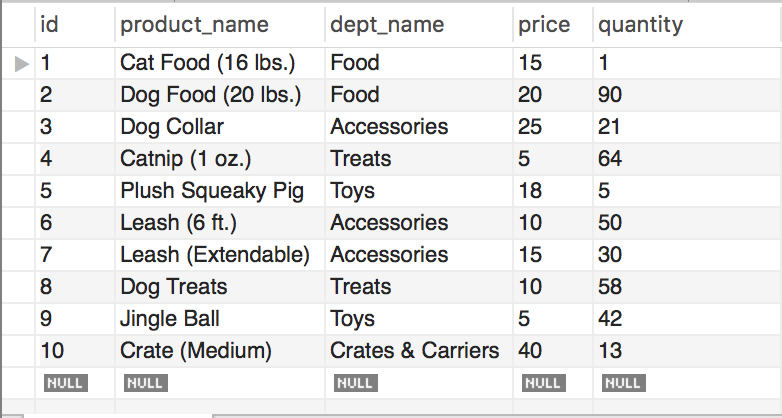 id product_name dept_name price quantity
1 Cat Food (16 lbs.) Food 15 1
2 Dog Food (20 lbs.) Food 20 90
3 Dog Collar Accessories 25 21
4 Catnip (1 oz.) Treats 5 64
5 Plush Squeaky Pig Toys 18 5
6 Leash (6 ft.) Accessories 10 50
7 Leash (Extendable) Accessories 15 30
8 Dog Treats Treats 10 58
9 Jingle Ball Toys 5 42
10 Crate (Medium) Crates & Carriers 40 13
NULL NULL NULL NULL NULL